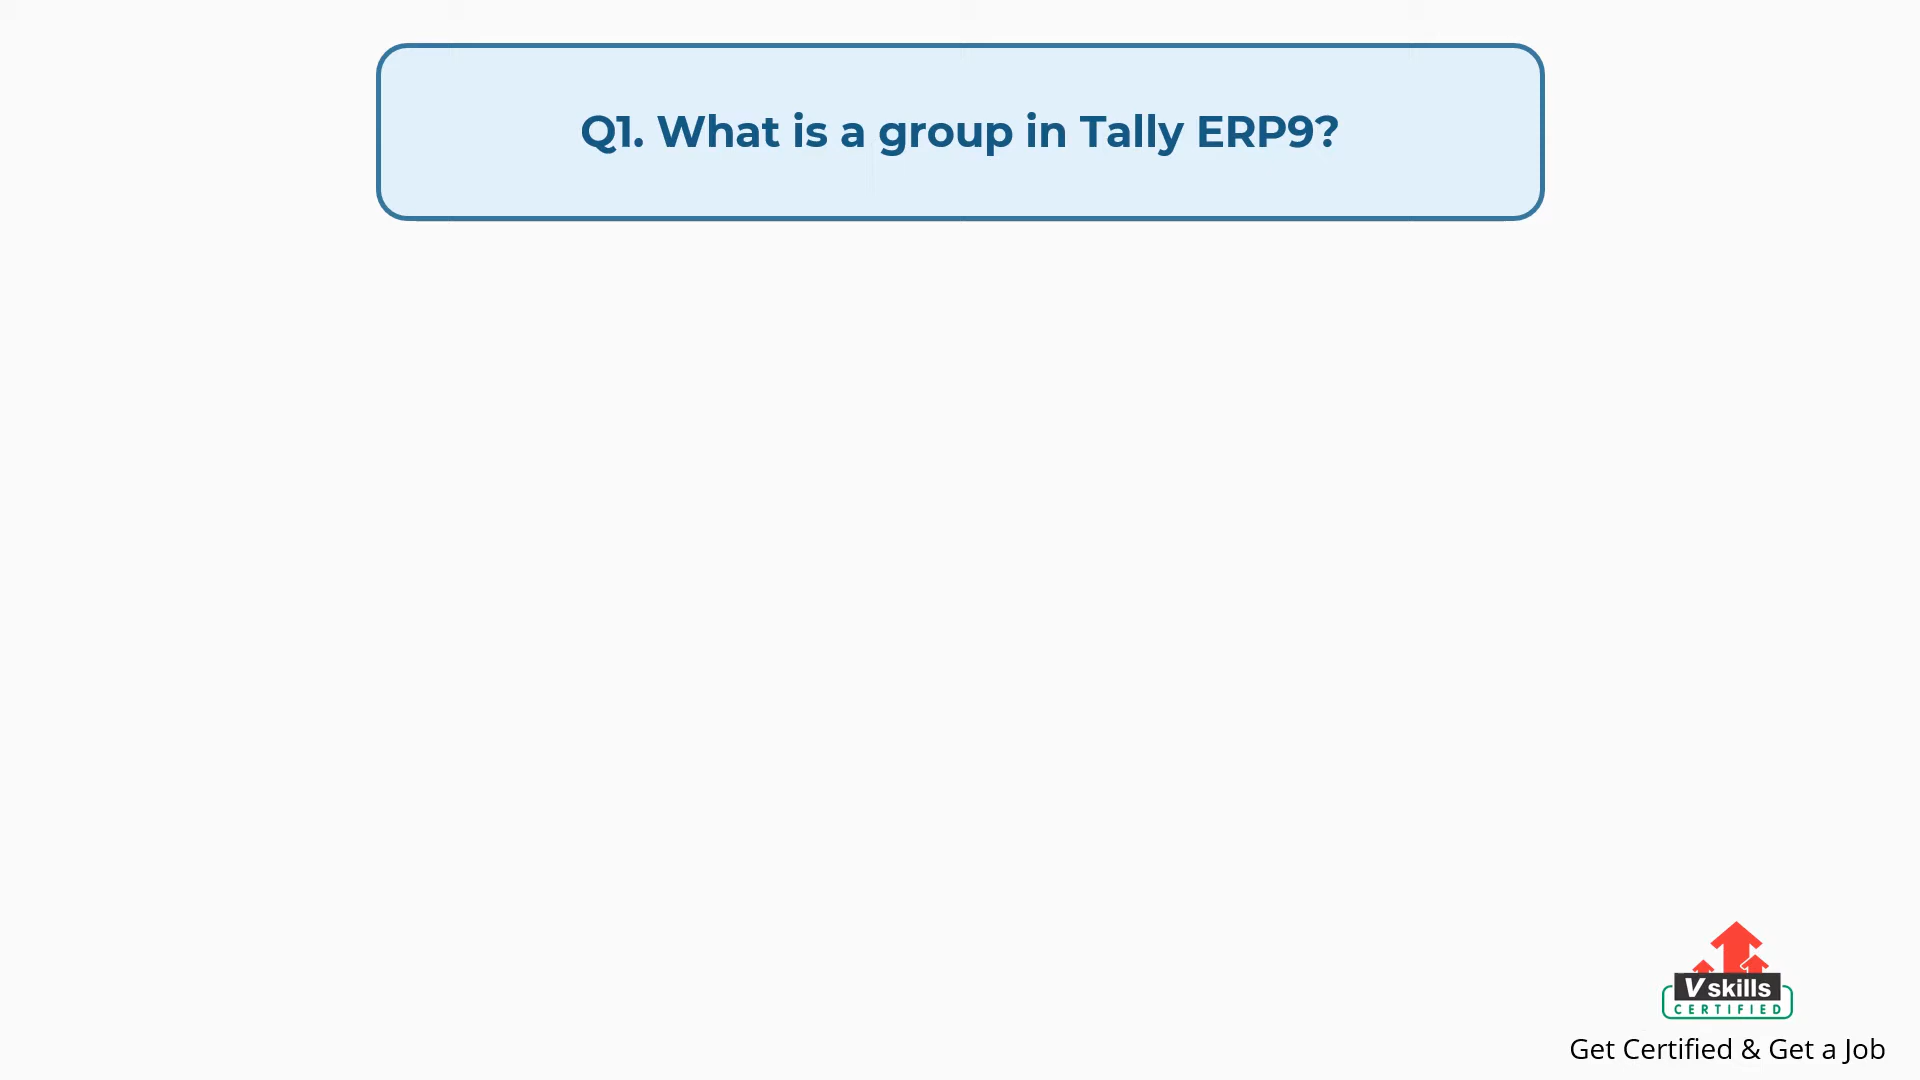 Q1. What is a group in Tally ERP9?
Vskills
CERTIFIED
Get Certified & Get a Job